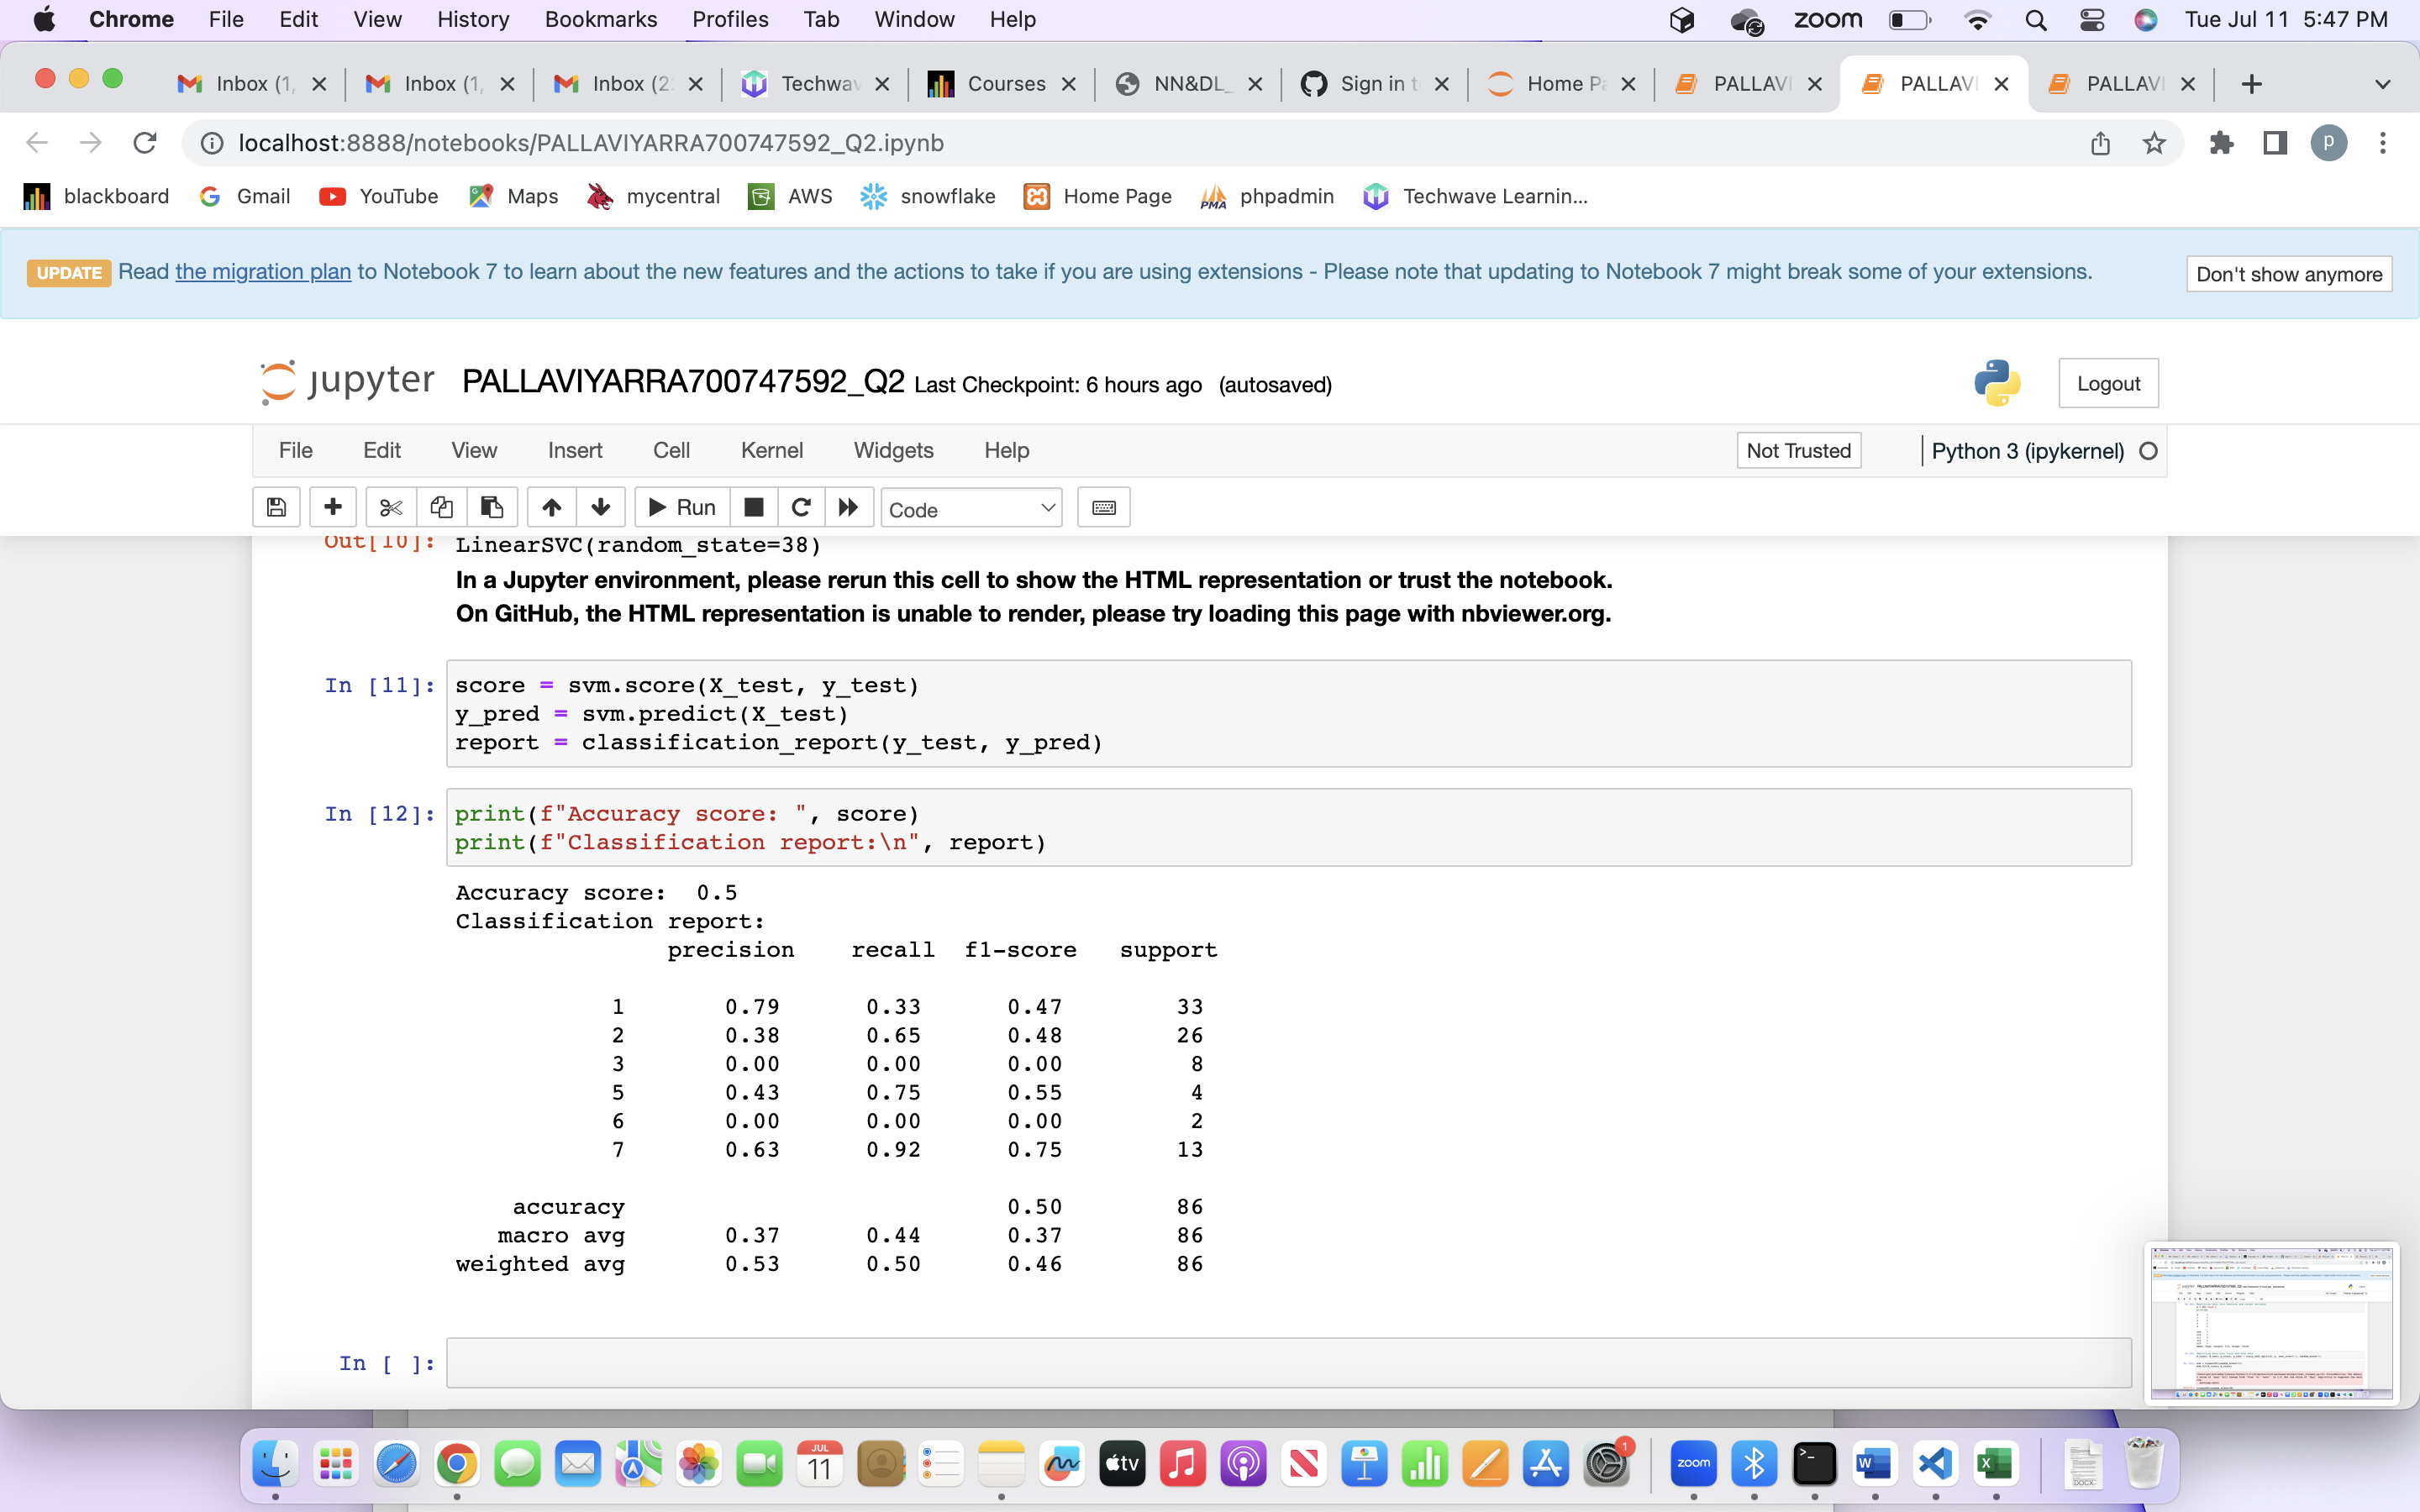 Chrome File Edit View History Bookmarks Profiles Tab Window Help zoom Tue Jul 11 5:47 PM
Inbox (1, Inbox (1, Inbox (2 Techwav Courses NN&DL_ Sign in t Home Pa PALLAVI PALLAVI PALLAVI
localhost:8888/notebooks/PALLAVIYARRA700747592_Q2.ipynb p
blackboard Gmail YouTube Maps mycentral AWS snowflake Home Page PMA phpadmin Techwave Learnin...
UPDATE Read the migration plan to Notebook 7 to learn about the new features and the actions to take if you are using extensions - Please note that updating to Notebook 7 might break some of your extensions. Don't show anymore
jupyter PALLAVIYARRA700747592_Q2 Last Checkpoint: 6 hours ago (autosaved) Logout
File Edit View Insert Cell Kernel Widgets Help Not Trusted Python 3 (ipykernel)
Run Code
Out[10]: LinearSVC(random_state=38)
In a Jupyter environment, please rerun this cell to show the HTML representation or trust the notebook.
On GitHub, the HTML representation is unable to render, please try loading this page with nbviewer.org.
In [11]: score = svm.score(X_test, y_test)
y_pred = svm.predict(X_test)
report = classification_report(y_test, y_pred)
In [12]: print(f"Accuracy score: ", score)
print(f"Classification report:\n", report)
Accuracy score:  0.5
Classification report:
precision recall f1-score support
1 0.79 0.33 0.47 33
2 0.38 0.65 0.48 26
3 0.00 0.00 0.00 8
5 0.43 0.75 0.55 4
6 0.00 0.00 0.00 2
7 0.63 0.92 0.75 13
accuracy 0.50 86
macro avg 0.37 0.44 0.37 86
weighted avg 0.53 0.50 0.46 86
In [ ]:
JUL 11 tv 1 zoom >_ W X DOCX